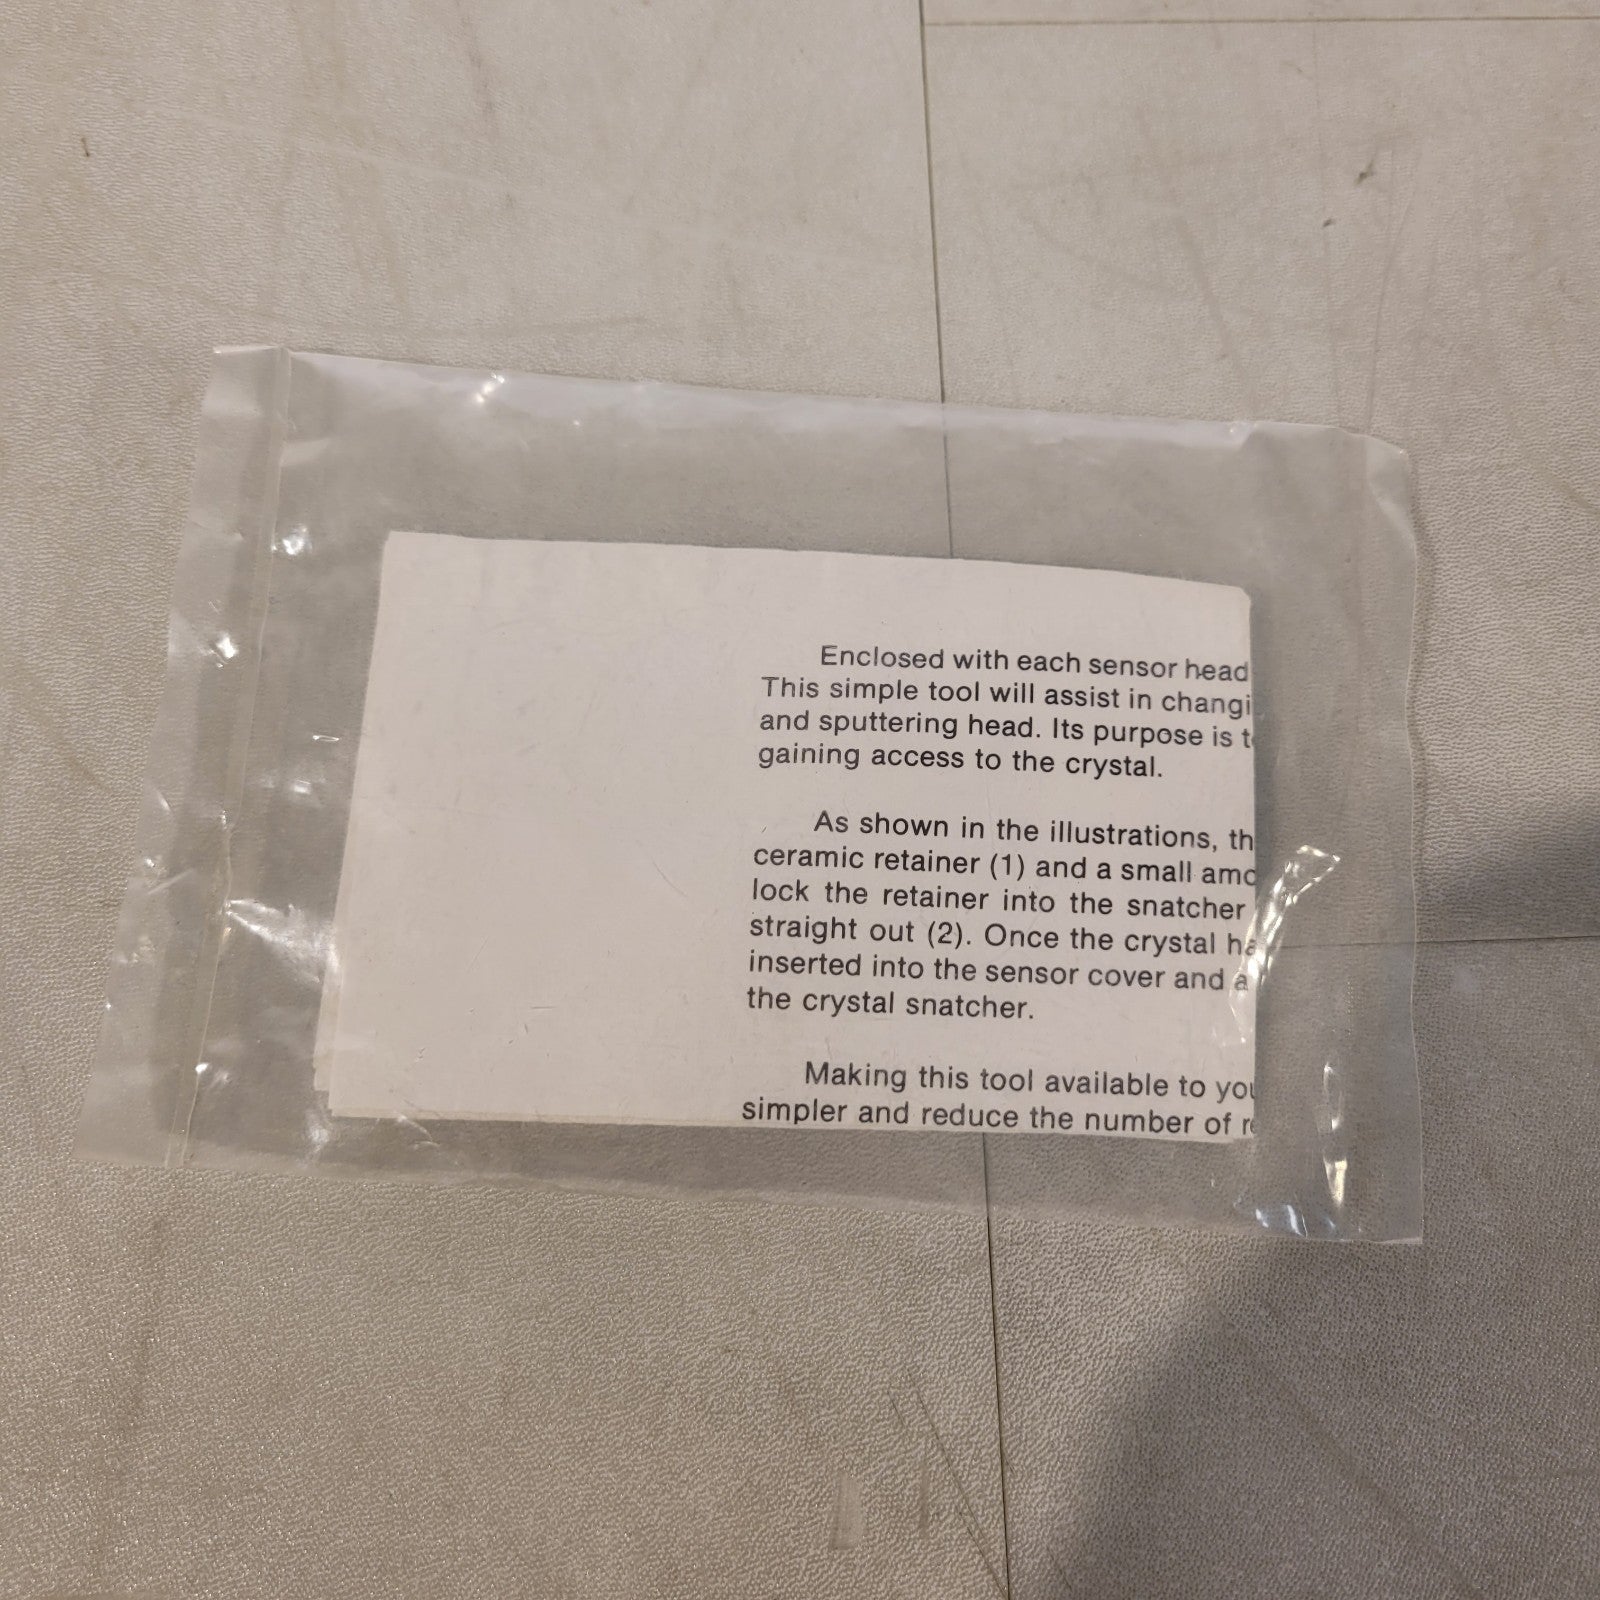 Enclosed with each sensor head
This simple tool will assist in changi
and sputtering head. Its purpose is t
gaining access to the crystal.
As shown in the illustrations, th
ceramic retainer (1) and a small amo
lock the retainer into the snatcher
straight out (2). Once the crystal ha
inserted into the sensor cover and a
the crystal snatcher.
Making this tool available to you
simpler and reduce the number of re